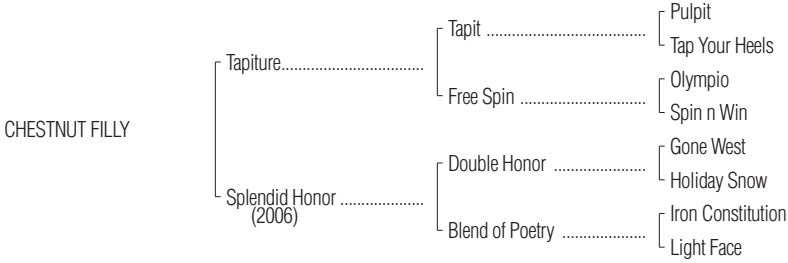 Pulpit
Tapit ....................................
Tap Your Heels
Tapiture................................
Olympio
Free Spin ............................
Spin n Win
CHESTNUT FILLY
Gone West
Double Honor .....................
Holiday Snow
Splendid Honor ...................
(2006)
Iron Constitution
Blend of Poetry ...................
Light Face